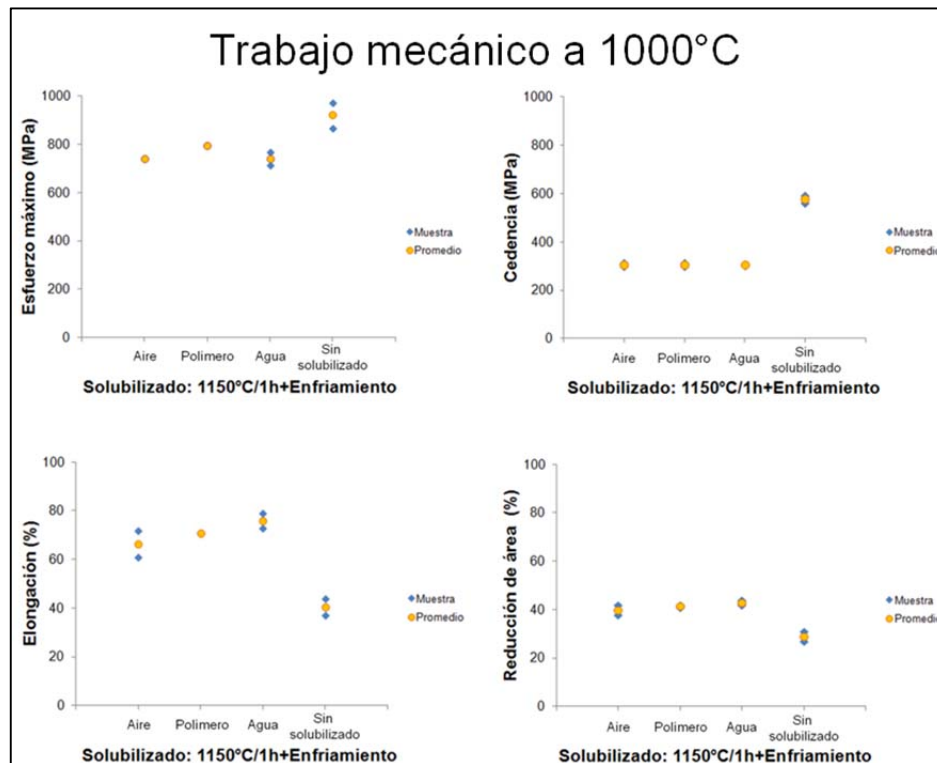 Trabajo mecánico a 1000°C
Esfuerzo máximo (MPa)
1000
800
600
400
200
0
Aire
Polimero
Agua
Sin
solubilizado
Solubilizado: 1150°C/1h+Enfriamiento
Muestra
Promedio
Cedencia (MPa)
1000
800
600
400
200
0
Aire
Polimero
Agua
Sin
solubilizado
Solubilizado: 1150°C/1h+Enfriamiento
Muestra
Promedio
Elongación (%)
100
80
60
40
20
0
Aire
Polimero
Agua
Sin
solubilizado
Solubilizado: 1150°C/1h+Enfriamiento
Muestra
Promedio
Reducción de área (%)
100
80
60
40
20
0
Aire
Polimero
Agua
Sin
solubilizado
Solubilizado: 1150°C/1h+Enfriamiento
Muestra
Promedio